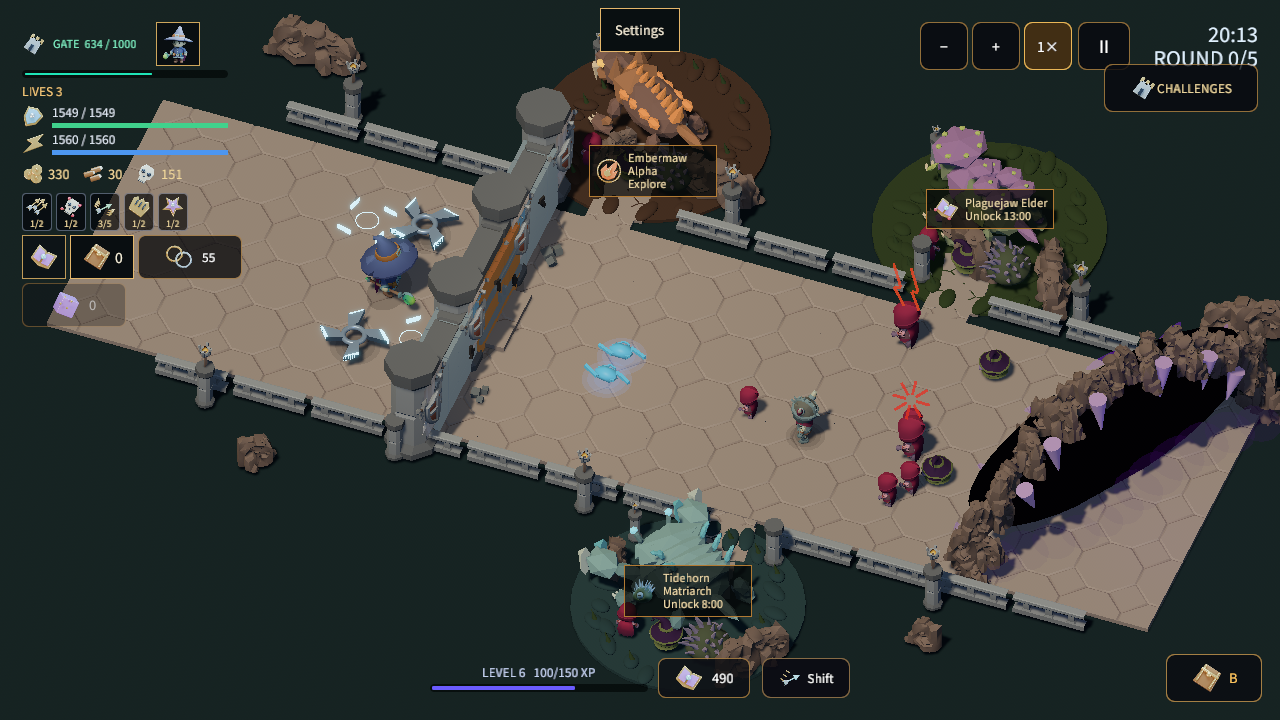 Settings
GATE 634 / 1000
− + 1× II
20:13
ROUND 0/5
CHALLENGES
LIVES 3
1549 / 1549
1560 / 1560
330 30 151
1/2 1/2 3/5 1/2 1/2
0 55
0
Embermaw
Alpha
Explore
Plaguejaw Elder
Unlock 13:00
Tidehorn
Matriarch
Unlock 8:00
LEVEL 6 100/150 XP
490 Shift
B